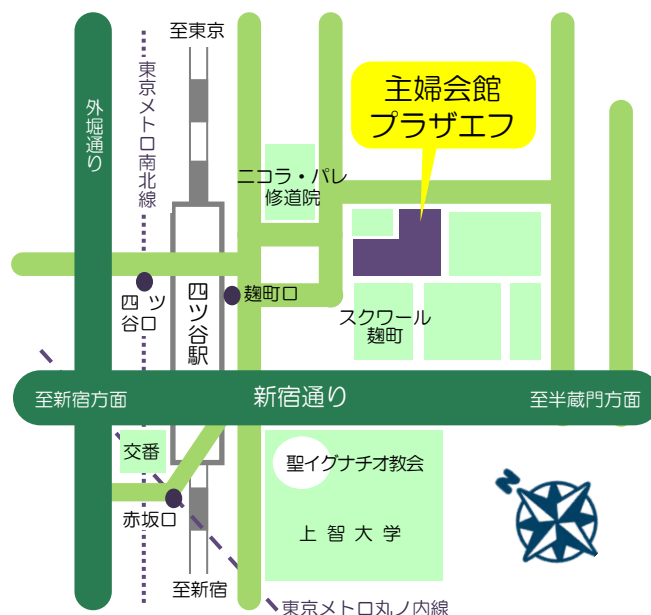 至東京
主婦会館
プラザエフ
外堀通り
東京メトロ南北線
ニコラ・バレ
修道院
四ツ
谷口
四ツ谷駅
麹町口
スクワール
麹町
至新宿方面
新宿通り
至半蔵門方面
交番
聖イグナチオ教会
N
赤坂口
上智大学
至新宿
東京メトロ丸ノ内線